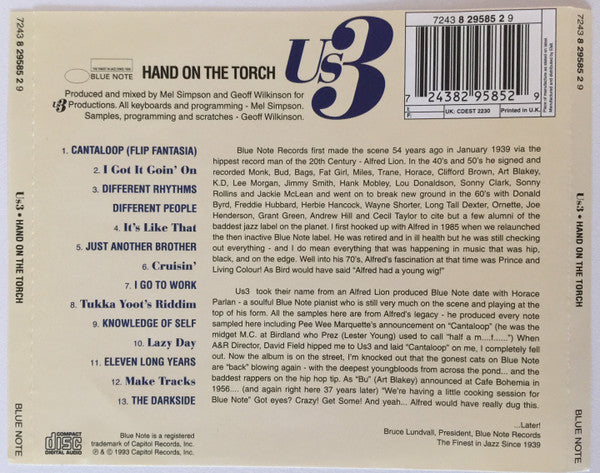 7243 8 29585 2 9
7243 8 29585 2 9
THE FINEST IN JAZZ SINCE 1939
BLUE NOTE
HAND ON THE TORCH
Us3
Produced and mixed by Mel Simpson and Geoff Wilkinson for
us3 Productions. All keyboards and programming - Mel Simpson.
Samples, programming and scratches - Geoff Wilkinson.
7 24382 95852 9
UK: CDEST 2230
Printed in U.K.
1. CANTALOOP (FLIP FANTASIA)
2. I Got It Goin' On
3. DIFFERENT RHYTHMS
DIFFERENT PEOPLE
4. It's Like That
5. JUST ANOTHER BROTHER
6. Cruisin'
7. I GO TO WORK
8. Tukka Yoot's Riddim
9. KNOWLEDGE OF SELF
10. Lazy Day
11. ELEVEN LONG YEARS
12. Make Tracks
13. THE DARKSIDE
Blue Note Records first made the scene 54 years ago in January 1939 via the
hippest record man of the 20th Century - Alfred Lion. In the 40's and 50's he signed and
recorded Monk, Bud, Bags, Fat Girl, Miles, Trane, Horace, Clifford Brown, Art Blakey,
K.D, Lee Morgan, Jimmy Smith, Hank Mobley, Lou Donaldson, Sonny Clark, Sonny
Rollins and Jackie McLean and went on to break new ground in the 60's with Donald
Byrd, Freddie Hubbard, Herbie Hancock, Wayne Shorter, Long Tall Dexter, Ornette, Joe
Henderson, Grant Green, Andrew Hill and Cecil Taylor to cite but a few alumni of the
baddest jazz label on the planet. I first hooked up with Alfred in 1985 when we relaunched
the then inactive Blue Note label. He was retired and in ill health but he was still checking
out everything - and I do mean everything that was happening in music that was hip,
black, and on the edge. Well into his 70's, Alfred's fascination at that time was Prince and
Living Colour! As Bird would have said "Alfred had a young wig!"
Us3 took their name from an Alfred Lion produced Blue Note date with Horace
Parlan - a soulful Blue Note pianist who is still very much on the scene and playing at the
top of his form. All the samples here are from Alfred's legacy - he produced every note
sampled here including Pee Wee Marquette's announcement on "Cantaloop" (he was the
midget M.C. at Birdland who Prez (Lester Young) used to call "half a m....t......") When
A&R Director, David Field hipped me to Us3 and laid "Cantaloop" on me, I completely fell
out. Now the album is on the street, I'm knocked out that the gonest cats on Blue Note
are "back" blowing again - with the deepest youngbloods from across the pond... and the
baddest rappers on the hip hop tip. As "Bu" (Art Blakey) announced at Cafe Bohemia in
1956.... (and again right here 37 years later) "We're having a little cooking session for
Blue Note" Got eyes? Crazy! Get Some! And yeah... Alfred would have really dug this.
...Later!
Bruce Lundvall, President, Blue Note Records
The Finest in Jazz Since 1939
COMPACT
disc
DIGITAL AUDIO
Blue Note is a registered
trademark of Capitol Records, Inc.
℗ & © 1993 Capitol Records, Inc.
Us3 • HAND ON THE TORCH
BLUE NOTE
Us3 • HAND ON THE TORCH
BLUE NOTE